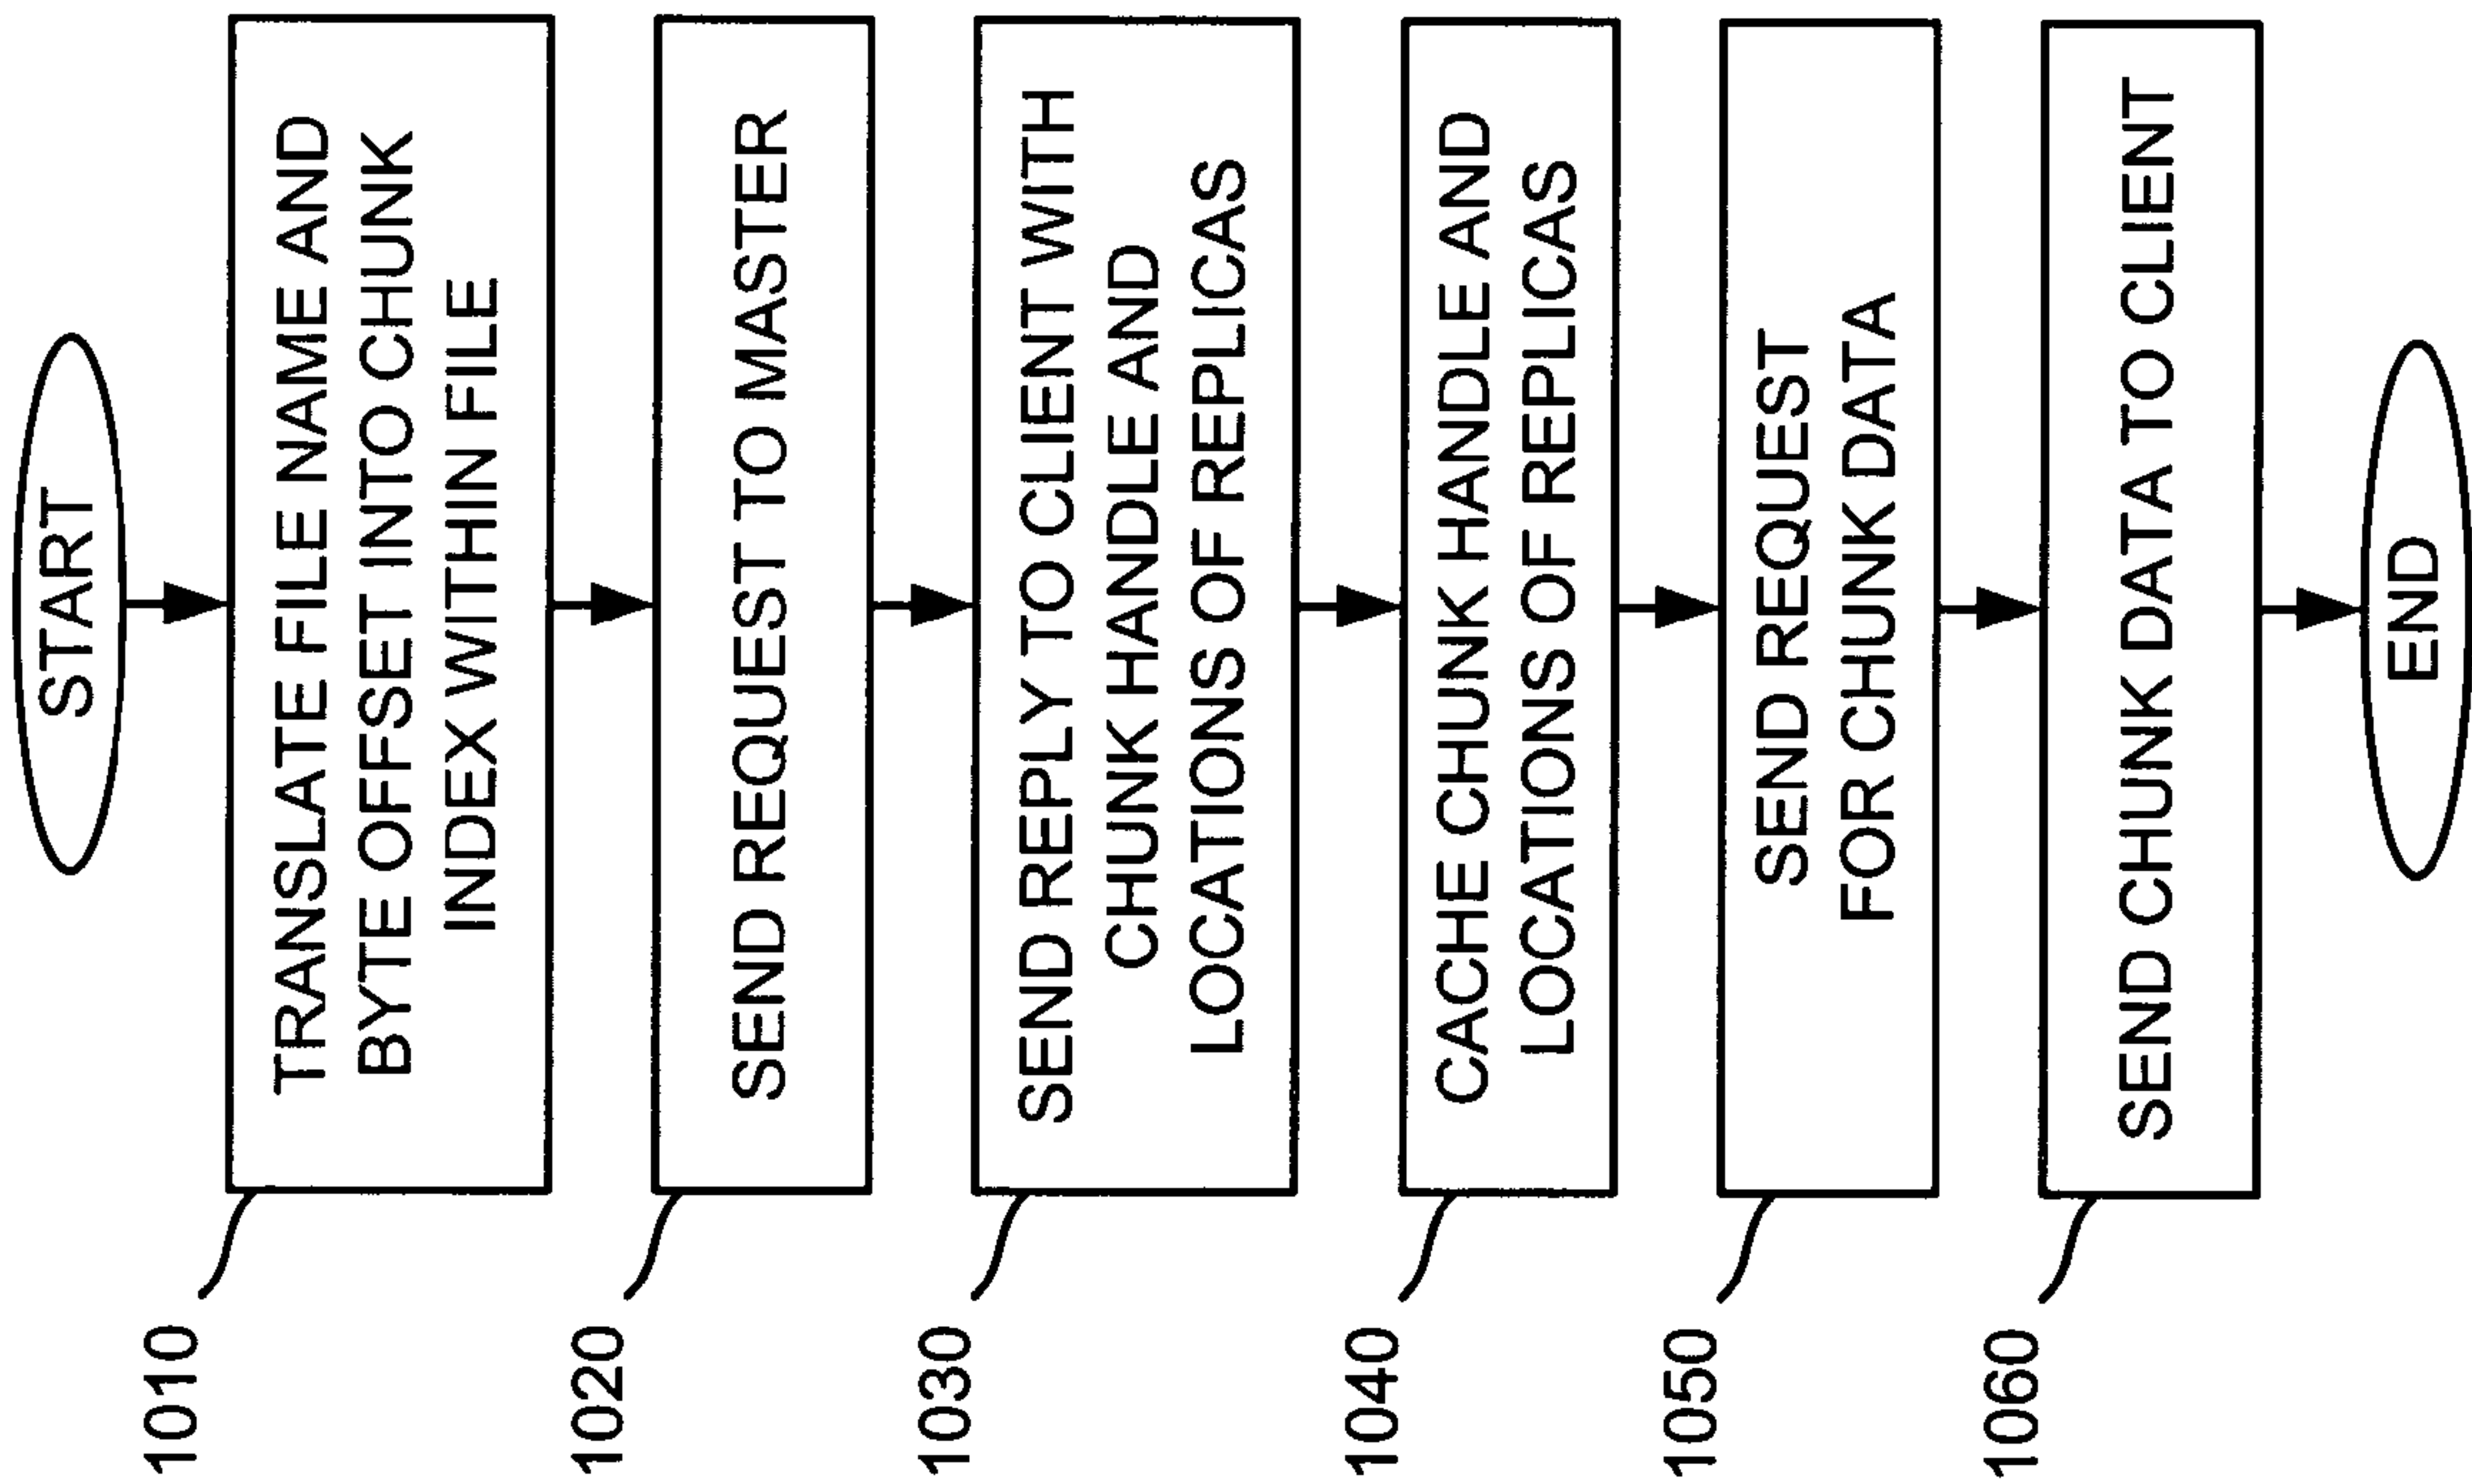 START
1010
TRANSLATE FILE NAME AND
BYTE OFFSET INTO CHUNK
INDEX WITHIN FILE
1020
SEND REQUEST TO MASTER
1030
SEND REPLY TO CLIENT WITH
CHUNK HANDLE AND
LOCATIONS OF REPLICAS
1040
CACHE CHUNK HANDLE AND
LOCATIONS OF REPLICAS
1050
SEND REQUEST
FOR CHUNK DATA
1060
SEND CHUNK DATA TO CLIENT
END